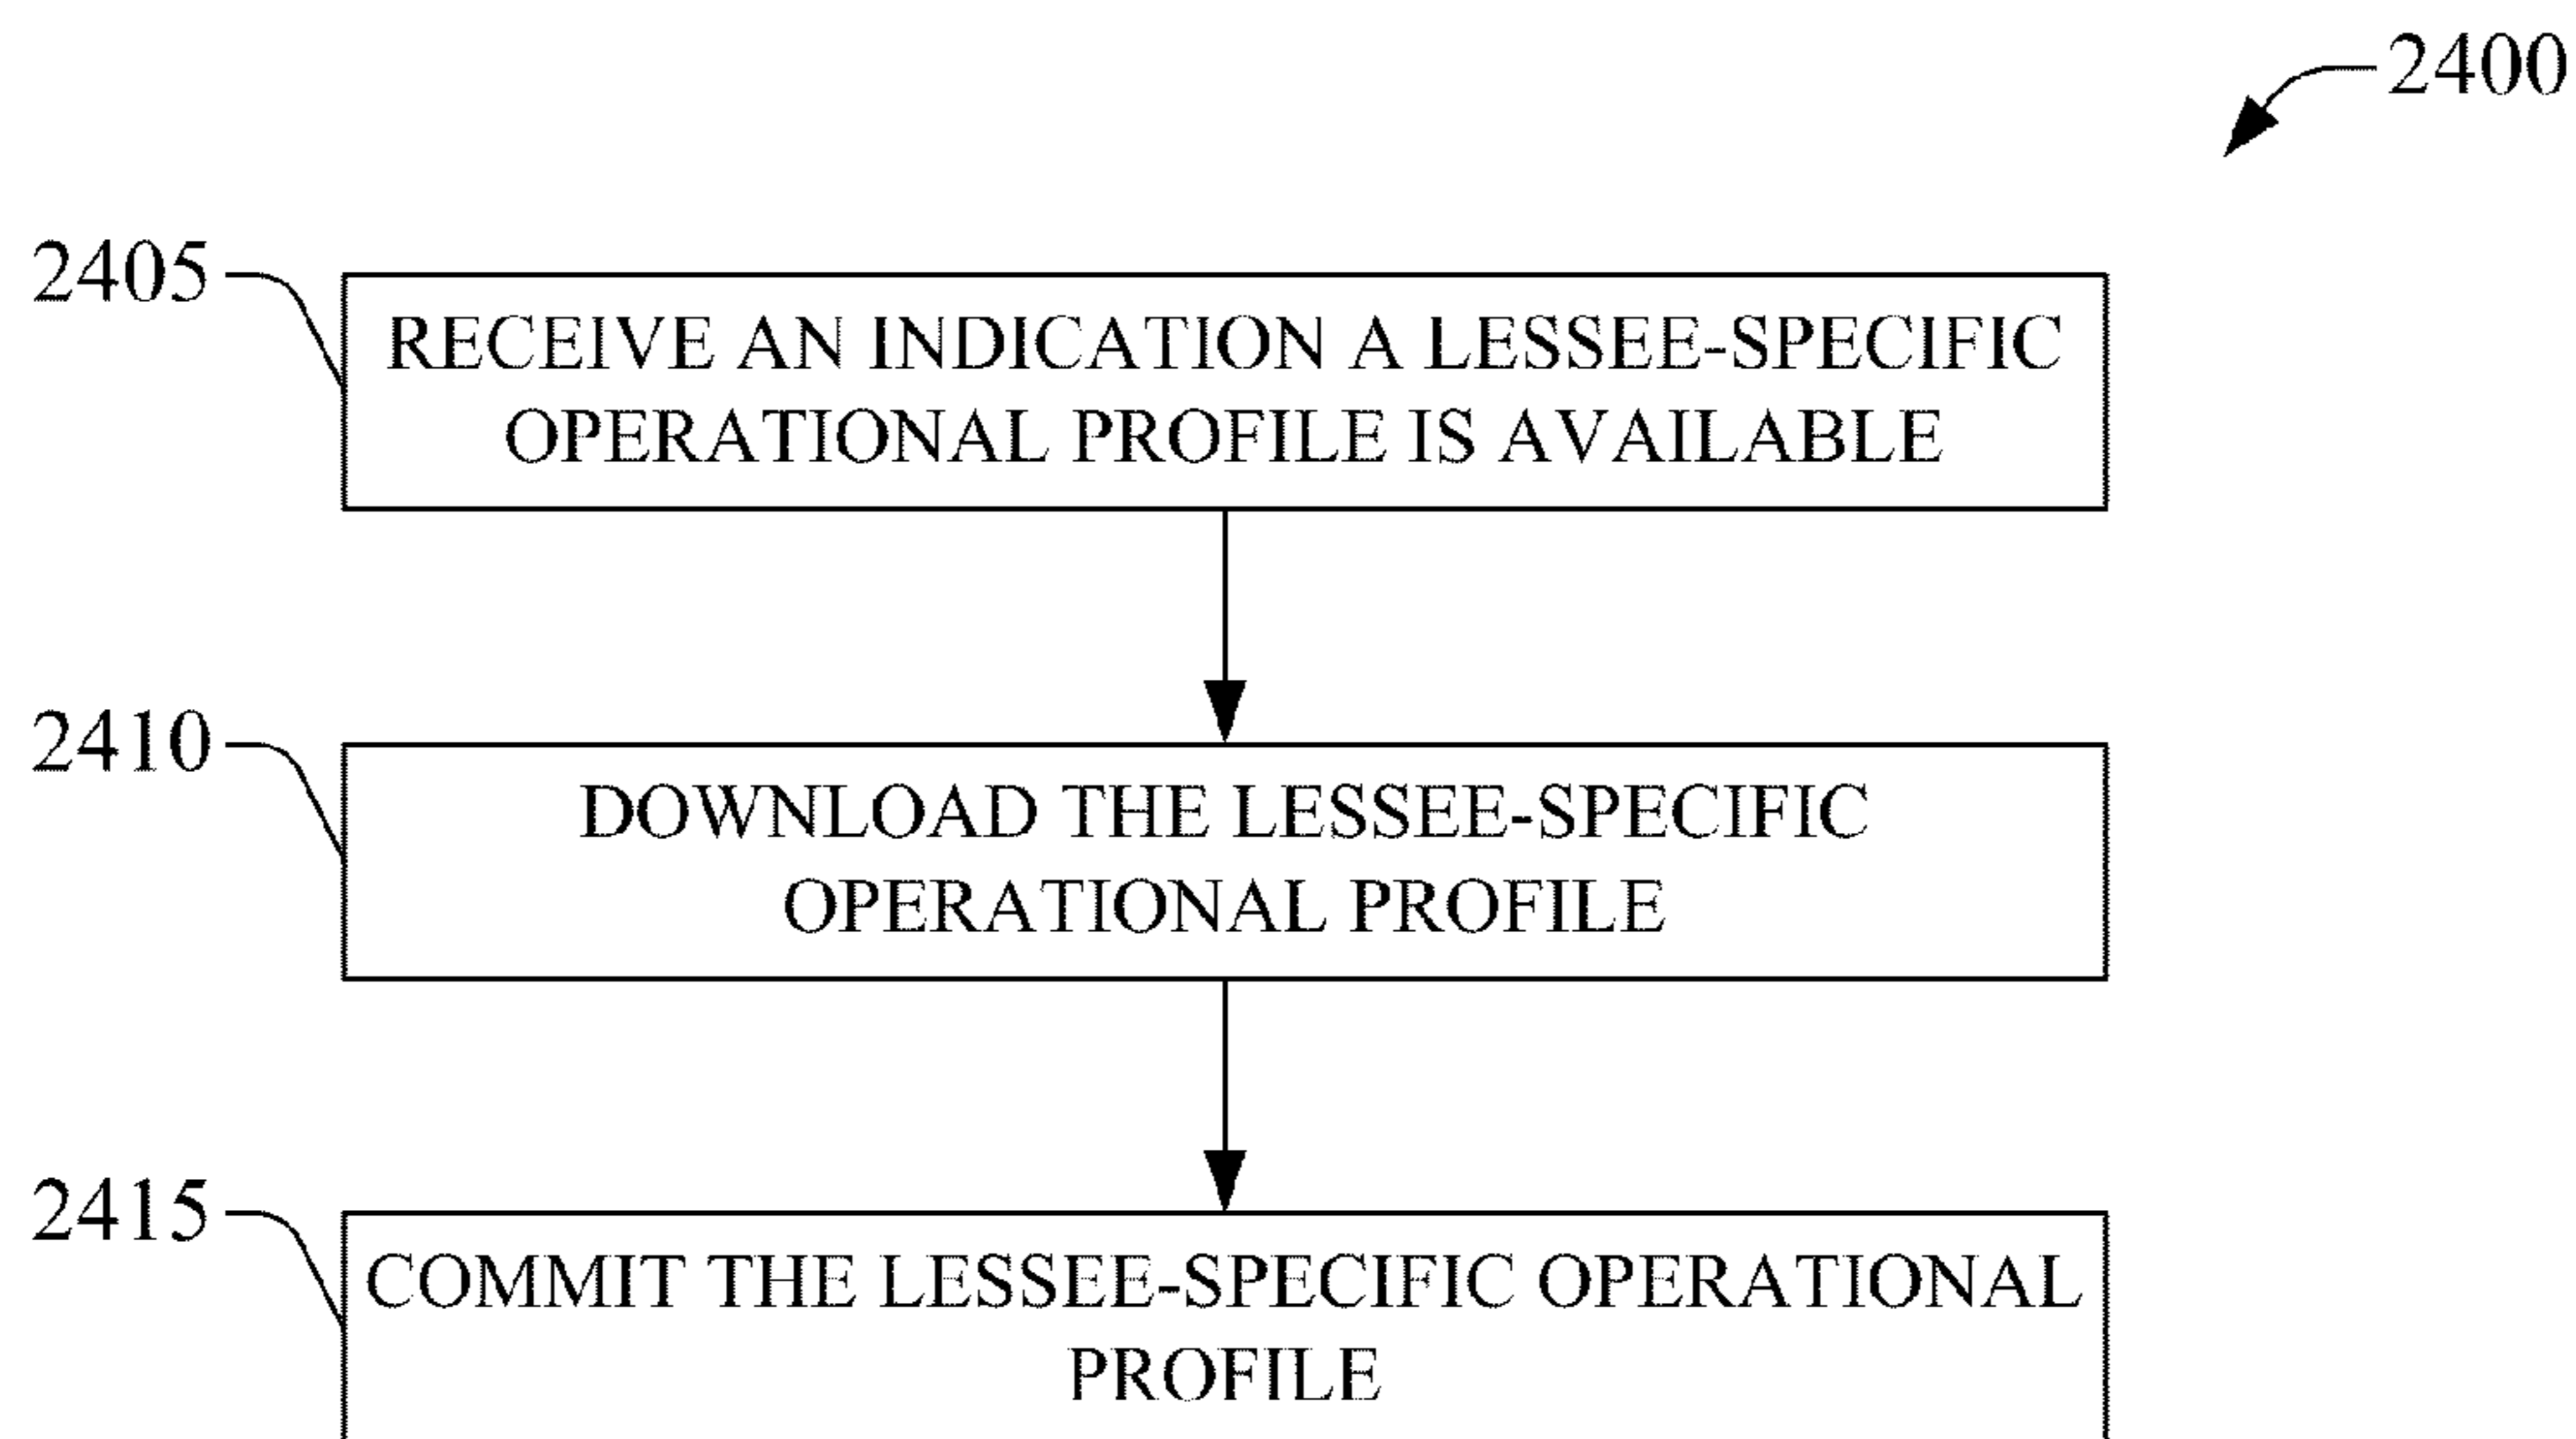 2400
2405
RECEIVE AN INDICATION A LESSEE-SPECIFIC
OPERATIONAL PROFILE IS AVAILABLE
2410
DOWNLOAD THE LESSEE-SPECIFIC
OPERATIONAL PROFILE
2415
COMMIT THE LESSEE-SPECIFIC OPERATIONAL
PROFILE